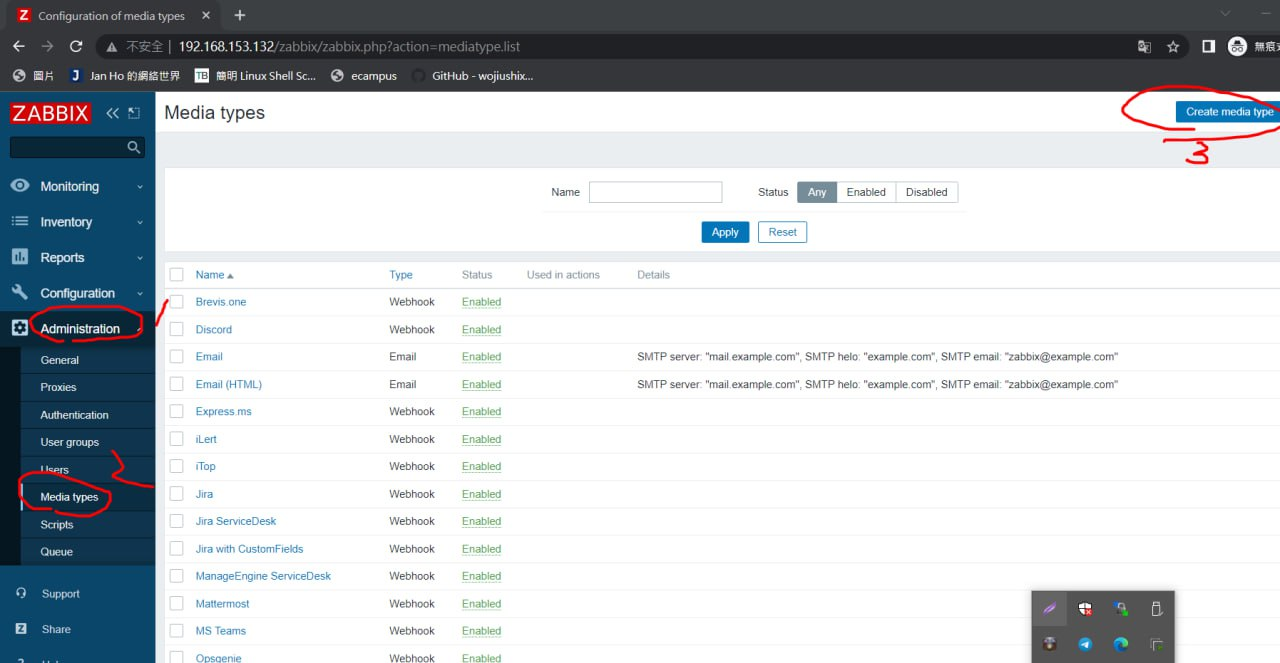 Configuration of media types
不安全 | 192.168.153.132/zabbix/zabbix.php?action=mediatype.list
無痕式
圖片
J Jan Ho 的網絡世界
TB 簡明 Linux Shell Sc...
ecampus
GitHub - wojiushix...
ZABBIX
Media types
Create media type
3
Monitoring
Inventory
Reports
Configuration
Administration
1
General
Proxies
Authentication
User groups
Users
2
Media types
Scripts
Queue
Z Support
Z Share
Name
Status Any Enabled Disabled
Apply Reset
Name Type Status Used in actions Details
Brevis.one Webhook Enabled
Discord Webhook Enabled
Email Email Enabled SMTP server: "mail.example.com", SMTP helo: "example.com", SMTP email: "zabbix@example.com"
Email (HTML) Email Enabled SMTP server: "mail.example.com", SMTP helo: "example.com", SMTP email: "zabbix@example.com"
Express.ms Webhook Enabled
iLert Webhook Enabled
iTop Webhook Enabled
Jira Webhook Enabled
Jira ServiceDesk Webhook Enabled
Jira with CustomFields Webhook Enabled
ManageEngine ServiceDesk Webhook Enabled
Mattermost Webhook Enabled
MS Teams Webhook Enabled
Opsgenie Webhook Enabled